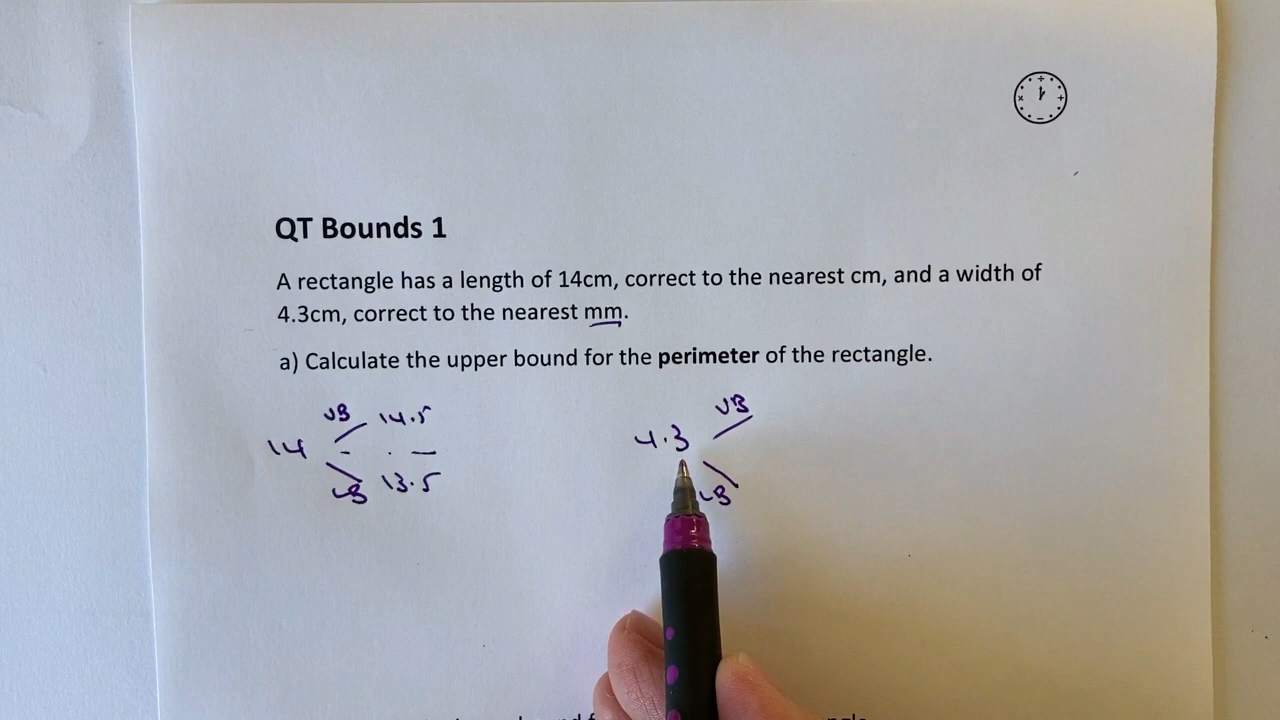 QT Bounds 1
A rectangle has a length of 14cm, correct to the nearest cm, and a width of
4.3cm, correct to the nearest mm.
a) Calculate the upper bound for the perimeter of the rectangle.
UB 14.5
14
LB 13.5
UB
4.3
LB